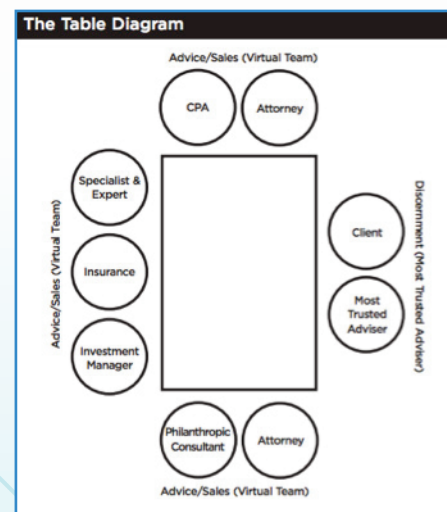 The Table Diagram
Advice/Sales (Virtual Team)
CPA
Attorney
Specialist &
Expert
Insurance
Investment
Manager
Advice/Sales (Virtual Team)
Client
Most
Trusted
Adviser
Discernment (Most Trusted Adviser)
Philanthropic
Consultant
Attorney
Advice/Sales (Virtual Team)